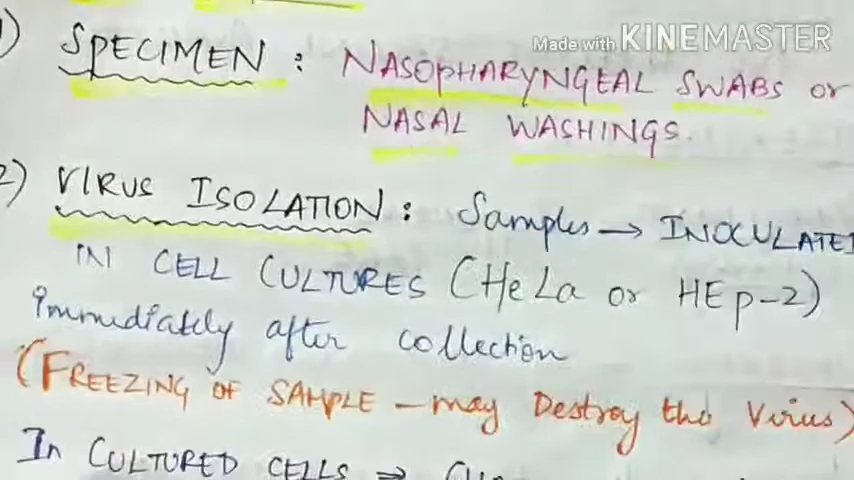 Made with KINEMASTER
1) SPECIMEN : NASOPHARYNGEAL SWABS or
NASAL WASHINGS.
2) VIRUS ISOLATION : Samples → INOCULATED
IN CELL CULTURES (HeLa or HEp-2)
immediately after collection
(FREEZING OF SAMPLE - may Destroy the Virus)
In CULTURED CELLS →